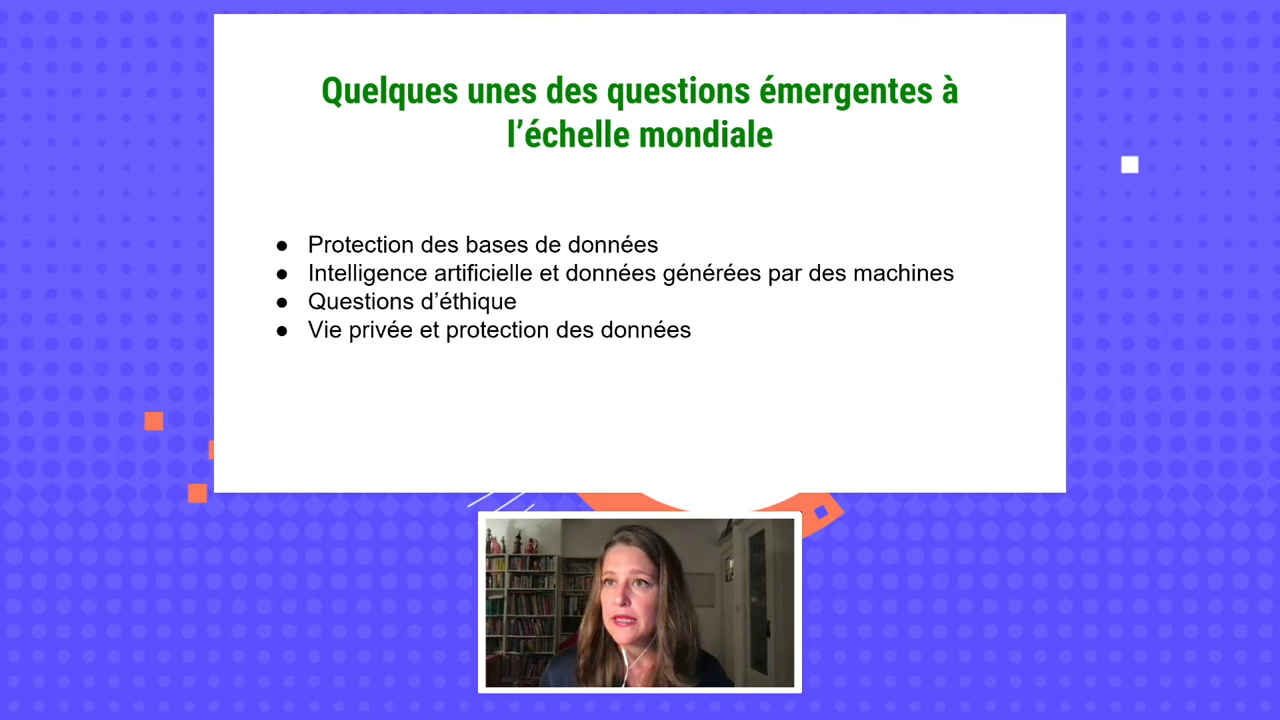 Quelques unes des questions émergentes à
l’échelle mondiale
● Protection des bases de données
● Intelligence artificielle et données générées par des machines
● Questions d’éthique
● Vie privée et protection des données